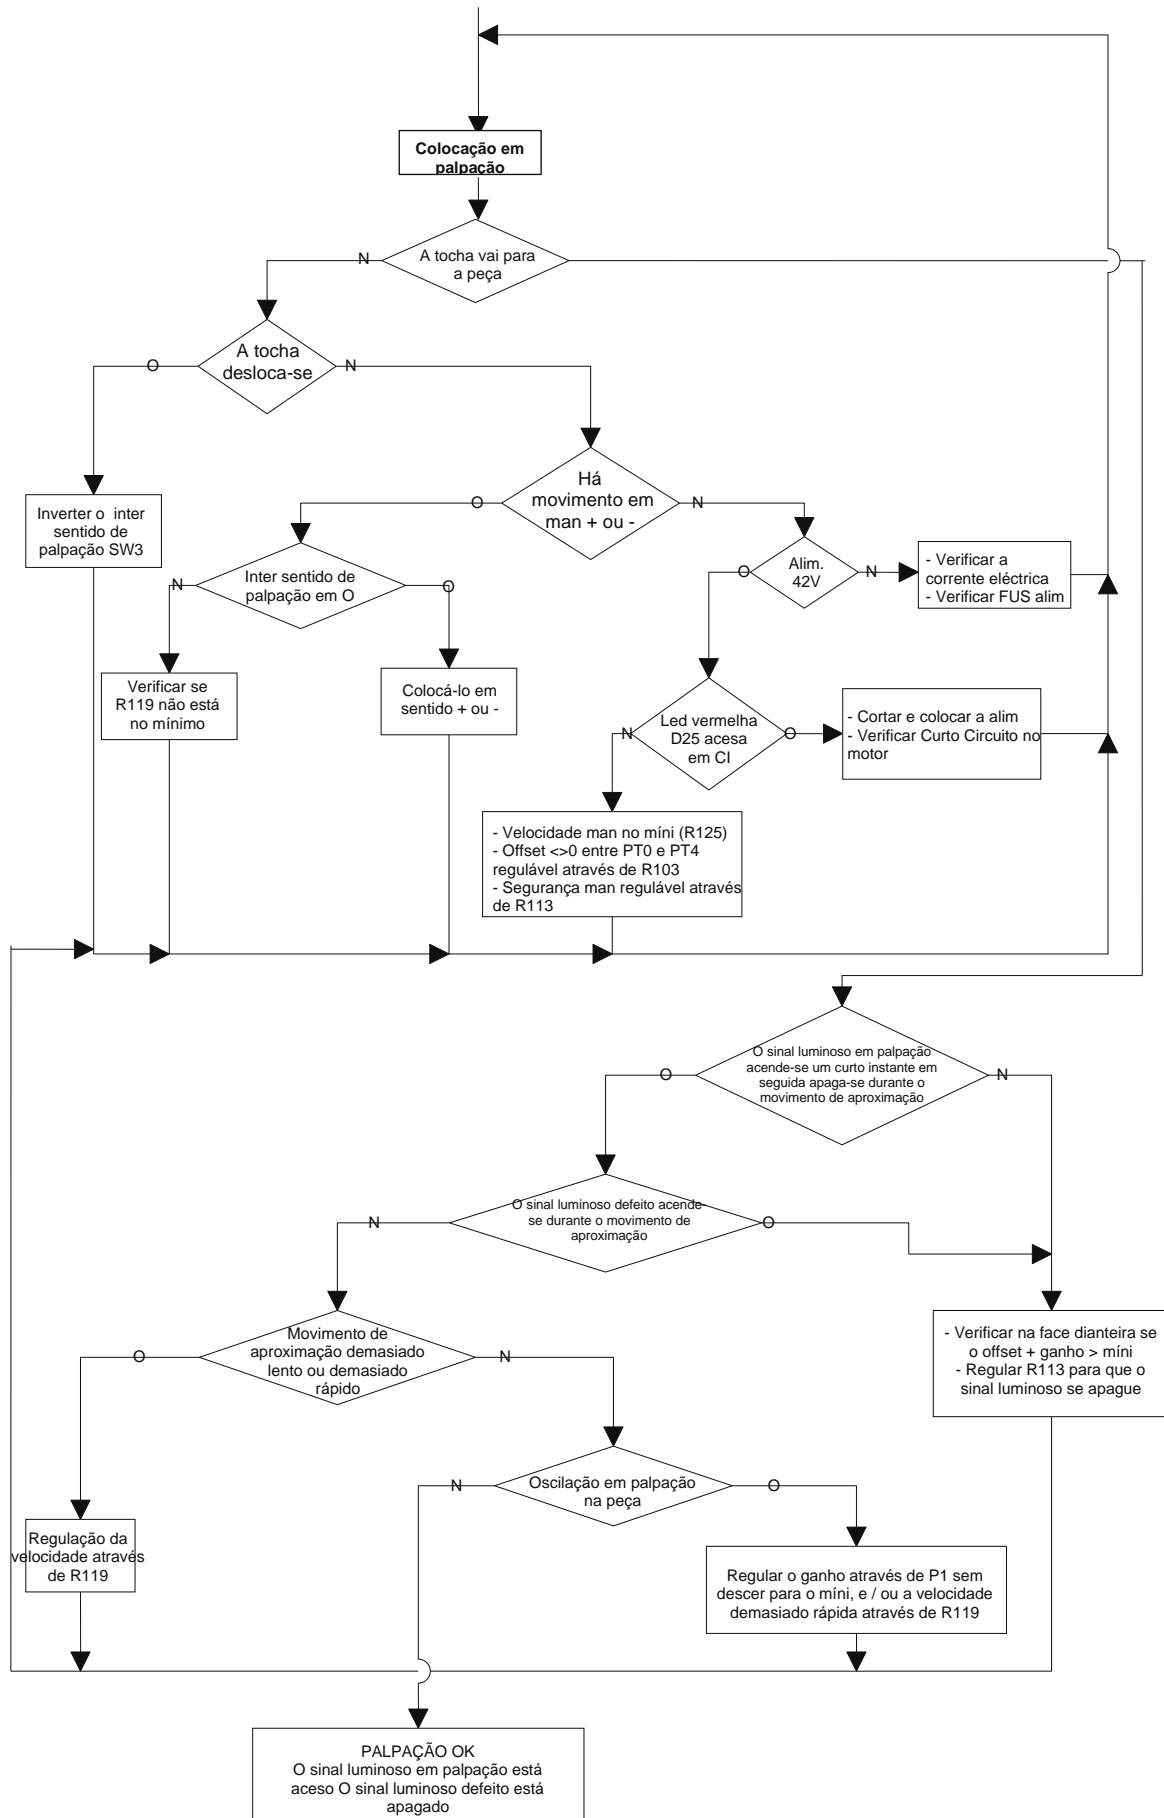 Colocação em
palpação
A tocha vai para
a peça
N
A tocha
desloca-se
O
N
Há
movimento em
man + ou -
O
N
Inverter o inter
sentido de
palpação SW3
Inter sentido de
palpação em O
N
O
Alim.
42V
O
N
- Verificar a
corrente eléctrica
- Verificar FUS alim
Verificar se
R119 não está
no mínimo
Colocá-lo em
sentido + ou -
Led vermelha
D25 acesa
em CI
N
O
- Cortar e colocar a alim
- Verificar Curto Circuito no
motor
- Velocidade man no míni (R125)
- Offset <>0 entre PT0 e PT4
regulável através de R103
- Segurança man regulável através
de R113
O sinal luminoso em palpação
acende-se um curto instante em
seguida apaga-se durante o
movimento de aproximação
O
N
O sinal luminoso defeito acende-
se durante o movimento de
aproximação
N
O
Movimento de
aproximação demasiado
lento ou demasiado
rápido
O
N
- Verificar na face dianteira se
o offset + ganho > míni
- Regular R113 para que o
sinal luminoso se apague
Oscilação em palpação
na peça
N
O
Regulação da
velocidade através
de R119
Regular o ganho através de P1 sem
descer para o míni, e / ou a velocidade
demasiado rápida através de R119
PALPAÇÃO OK
O sinal luminoso em palpação está
aceso O sinal luminoso defeito está
apagado